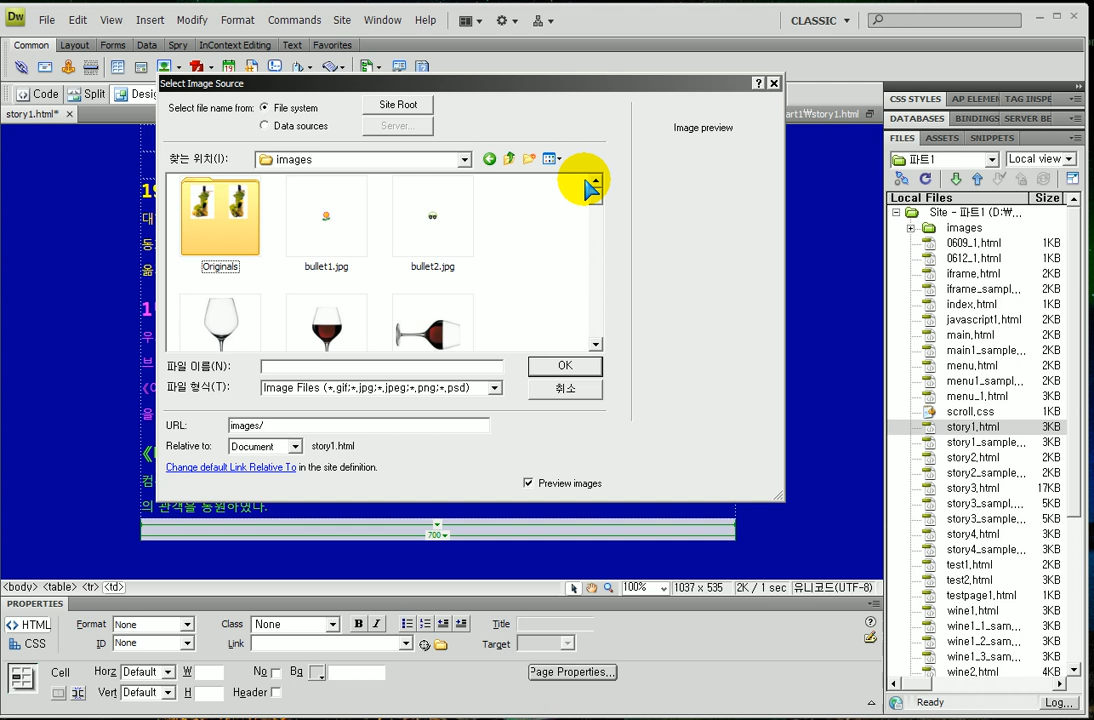 Dw File Edit View Insert Modify Format Commands Site Window Help CLASSIC
Common Layout Forms Data Spry InContext Editing Text Favorites
Code Split
story1.html*
art1₩story1.html
Select Image Source
Select file name from: File system Site Root
Data sources Server...
Image preview
찾는 위치(I): images
Originals bullet1.jpg bullet2.jpg
파일 이름(N): OK
파일 형식(T): Image Files (*.gif;*.jpg;*.jpeg;*.png;*.psd) 취소
URL: images/
Relative to: Document story1.html
Change default Link Relative To in the site definition.
Preview images
의 관객을 동원하였다.
700
<body> <table> <tr> <td> 100% 1037 x 535 2K / 1 sec 유니코드(UTF-8)
PROPERTIES
HTML Format None Class None B I Title
CSS ID None Link Target
Cell Horz Default W No Bg Page Properties...
Vert Default H Header
CSS STYLES AP ELEMEN TAG INSPE
DATABASES BINDINGS SERVER BE
FILES ASSETS SNIPPETS
파트1 Local view
Local Files Size
Site - 파트1 (D:₩...
images
0609_1.html 1KB
0612_1.html 1KB
iframe.html 2KB
iframe_sampl... 2KB
index.html 1KB
javascript1.html 2KB
main.html 2KB
main1_sample 2KB
menu.html 2KB
menu1_sample 2KB
menu_1.html 3KB
scroll.css 1KB
story1.html 3KB
story1_sample 3KB
story2.html 2KB
story2_sample 2KB
story3.html 17KB
story3_sampl... 5KB
story3_sample 5KB
story4.html 3KB
story4_sample 3KB
test1.html 2KB
test2.html 3KB
testpage1.html 1KB
wine1.html 3KB
wine1_1_sam 3KB
wine1_2_sam 3KB
wine1_3_sam 3KB
wine2.html 4KB
Ready Log...